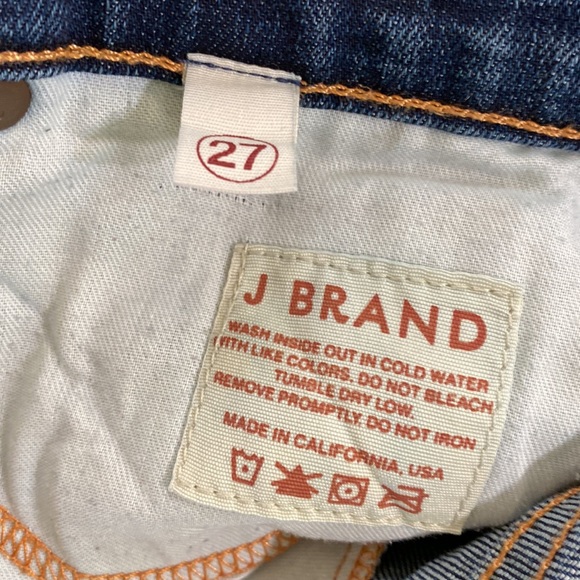 27
J BRAND
WASH INSIDE OUT IN COLD WATER
WITH LIKE COLORS. DO NOT BLEACH
TUMBLE DRY LOW.
REMOVE PROMPTLY. DO NOT IRON
MADE IN CALIFORNIA, USA